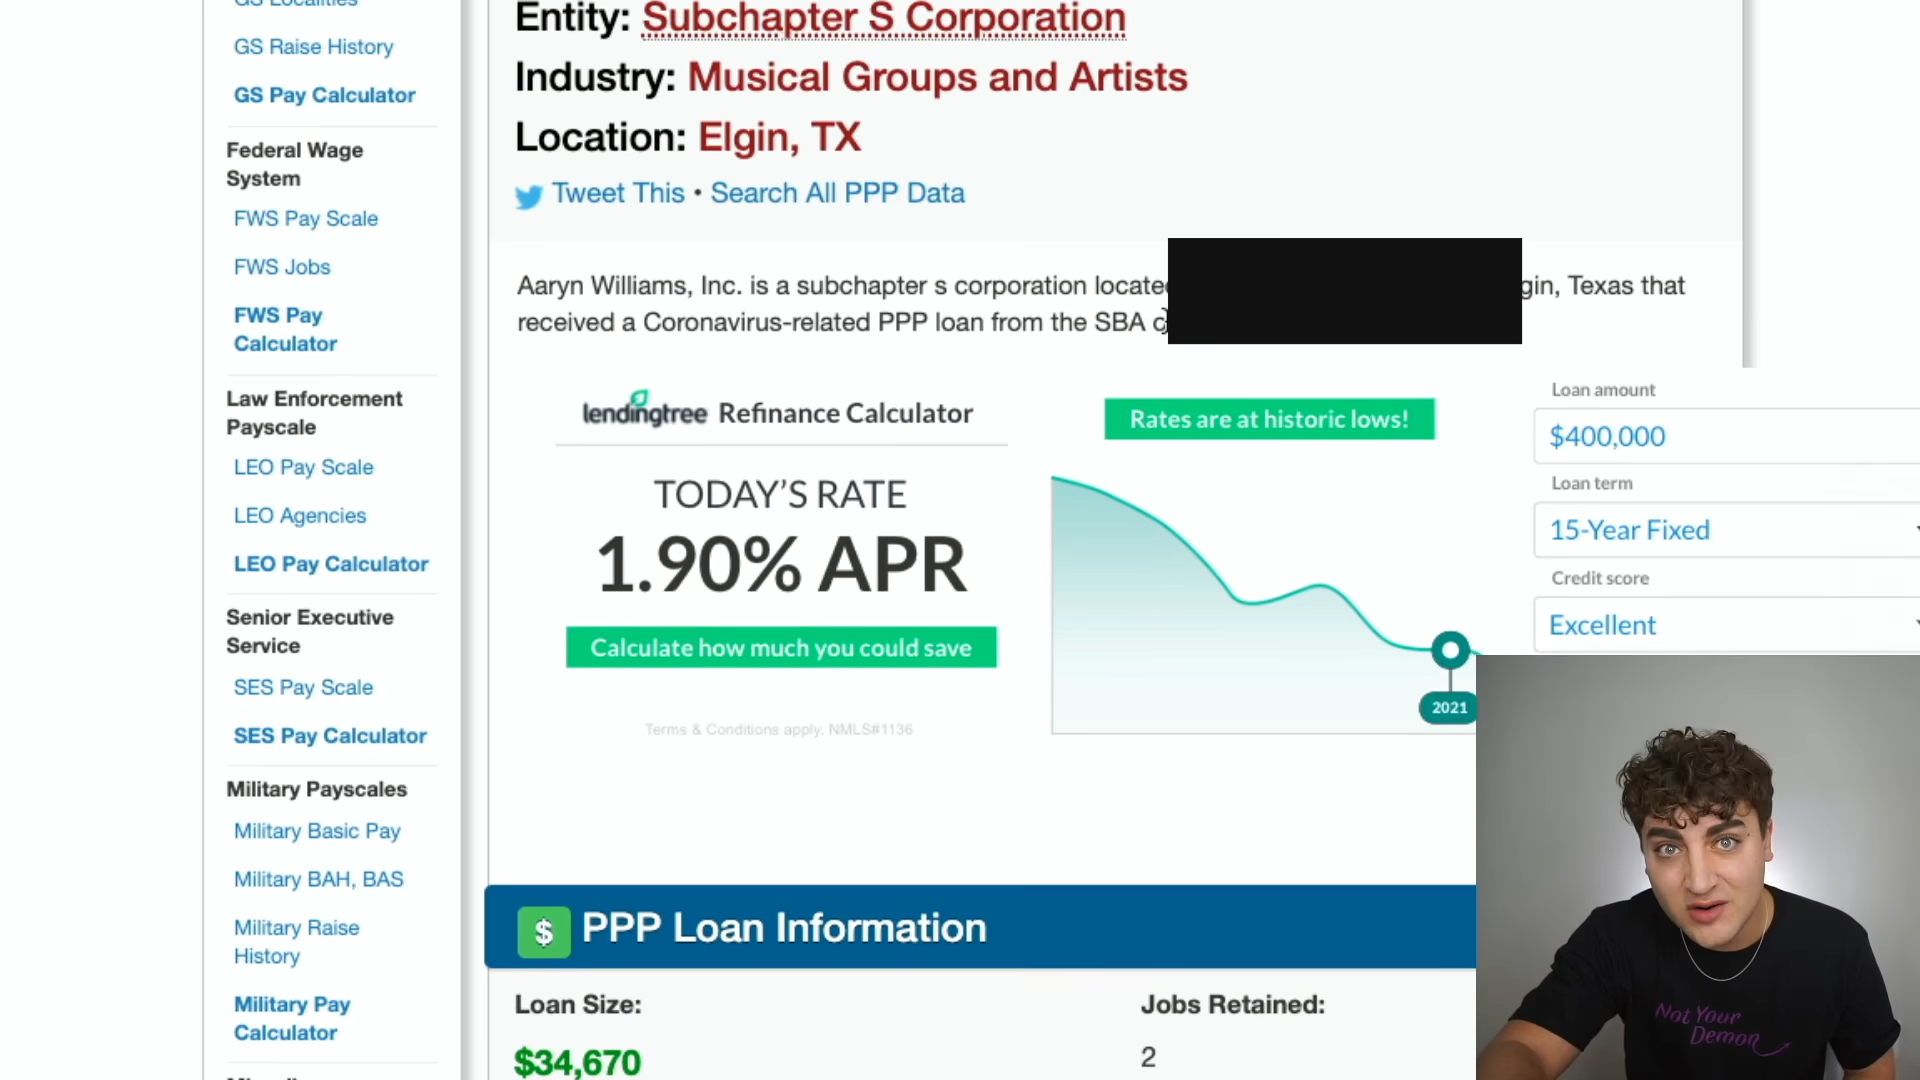 GS Localities
GS Raise History
GS Pay Calculator
Federal Wage
System
FWS Pay Scale
FWS Jobs
FWS Pay
Calculator
Law Enforcement
Payscale
LEO Pay Scale
LEO Agencies
LEO Pay Calculator
Senior Executive
Service
SES Pay Scale
SES Pay Calculator
Military Payscales
Military Basic Pay
Military BAH, BAS
Military Raise
History
Military Pay
Calculator
Entity: Subchapter S Corporation
Industry: Musical Groups and Artists
Location: Elgin, TX
Tweet This • Search All PPP Data
Aaryn Williams, Inc. is a subchapter s corporation locate gin, Texas that
received a Coronavirus-related PPP loan from the SBA
lendingtree Refinance Calculator
TODAY'S RATE
1.90% APR
Calculate how much you could save
Terms & Conditions apply. NMLS#1136
Rates are at historic lows!
2021
Loan amount
$400,000
Loan term
15-Year Fixed
Credit score
Excellent
$ PPP Loan Information
Loan Size:
$34,670
Jobs Retained:
2
Not Your
Demon